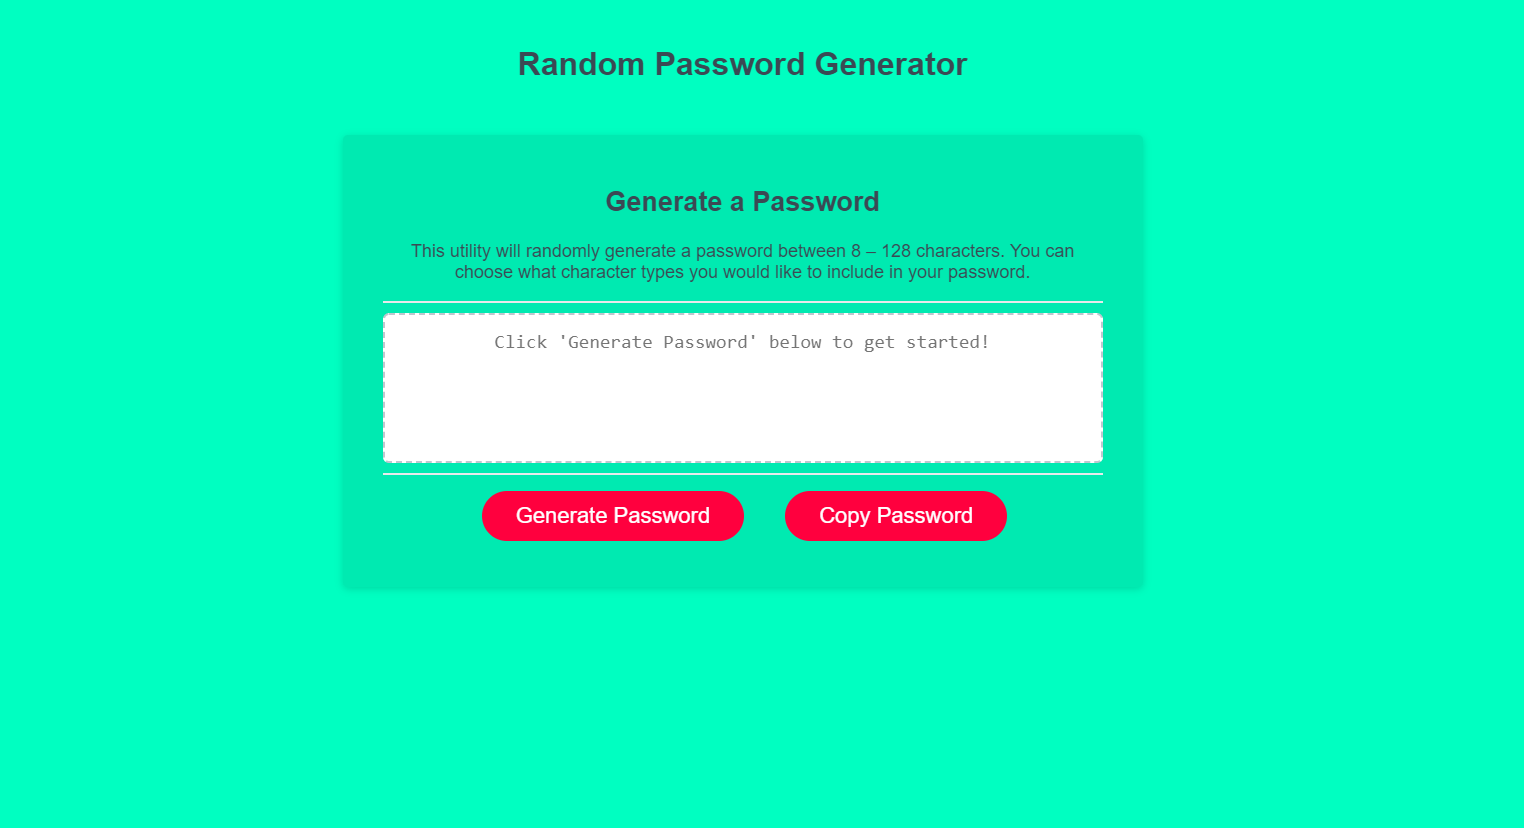 Random Password Generator
Generate a Password
This utility will randomly generate a password between 8 – 128 characters. You can
choose what character types you would like to include in your password.
Click 'Generate Password' below to get started!
Generate Password
Copy Password